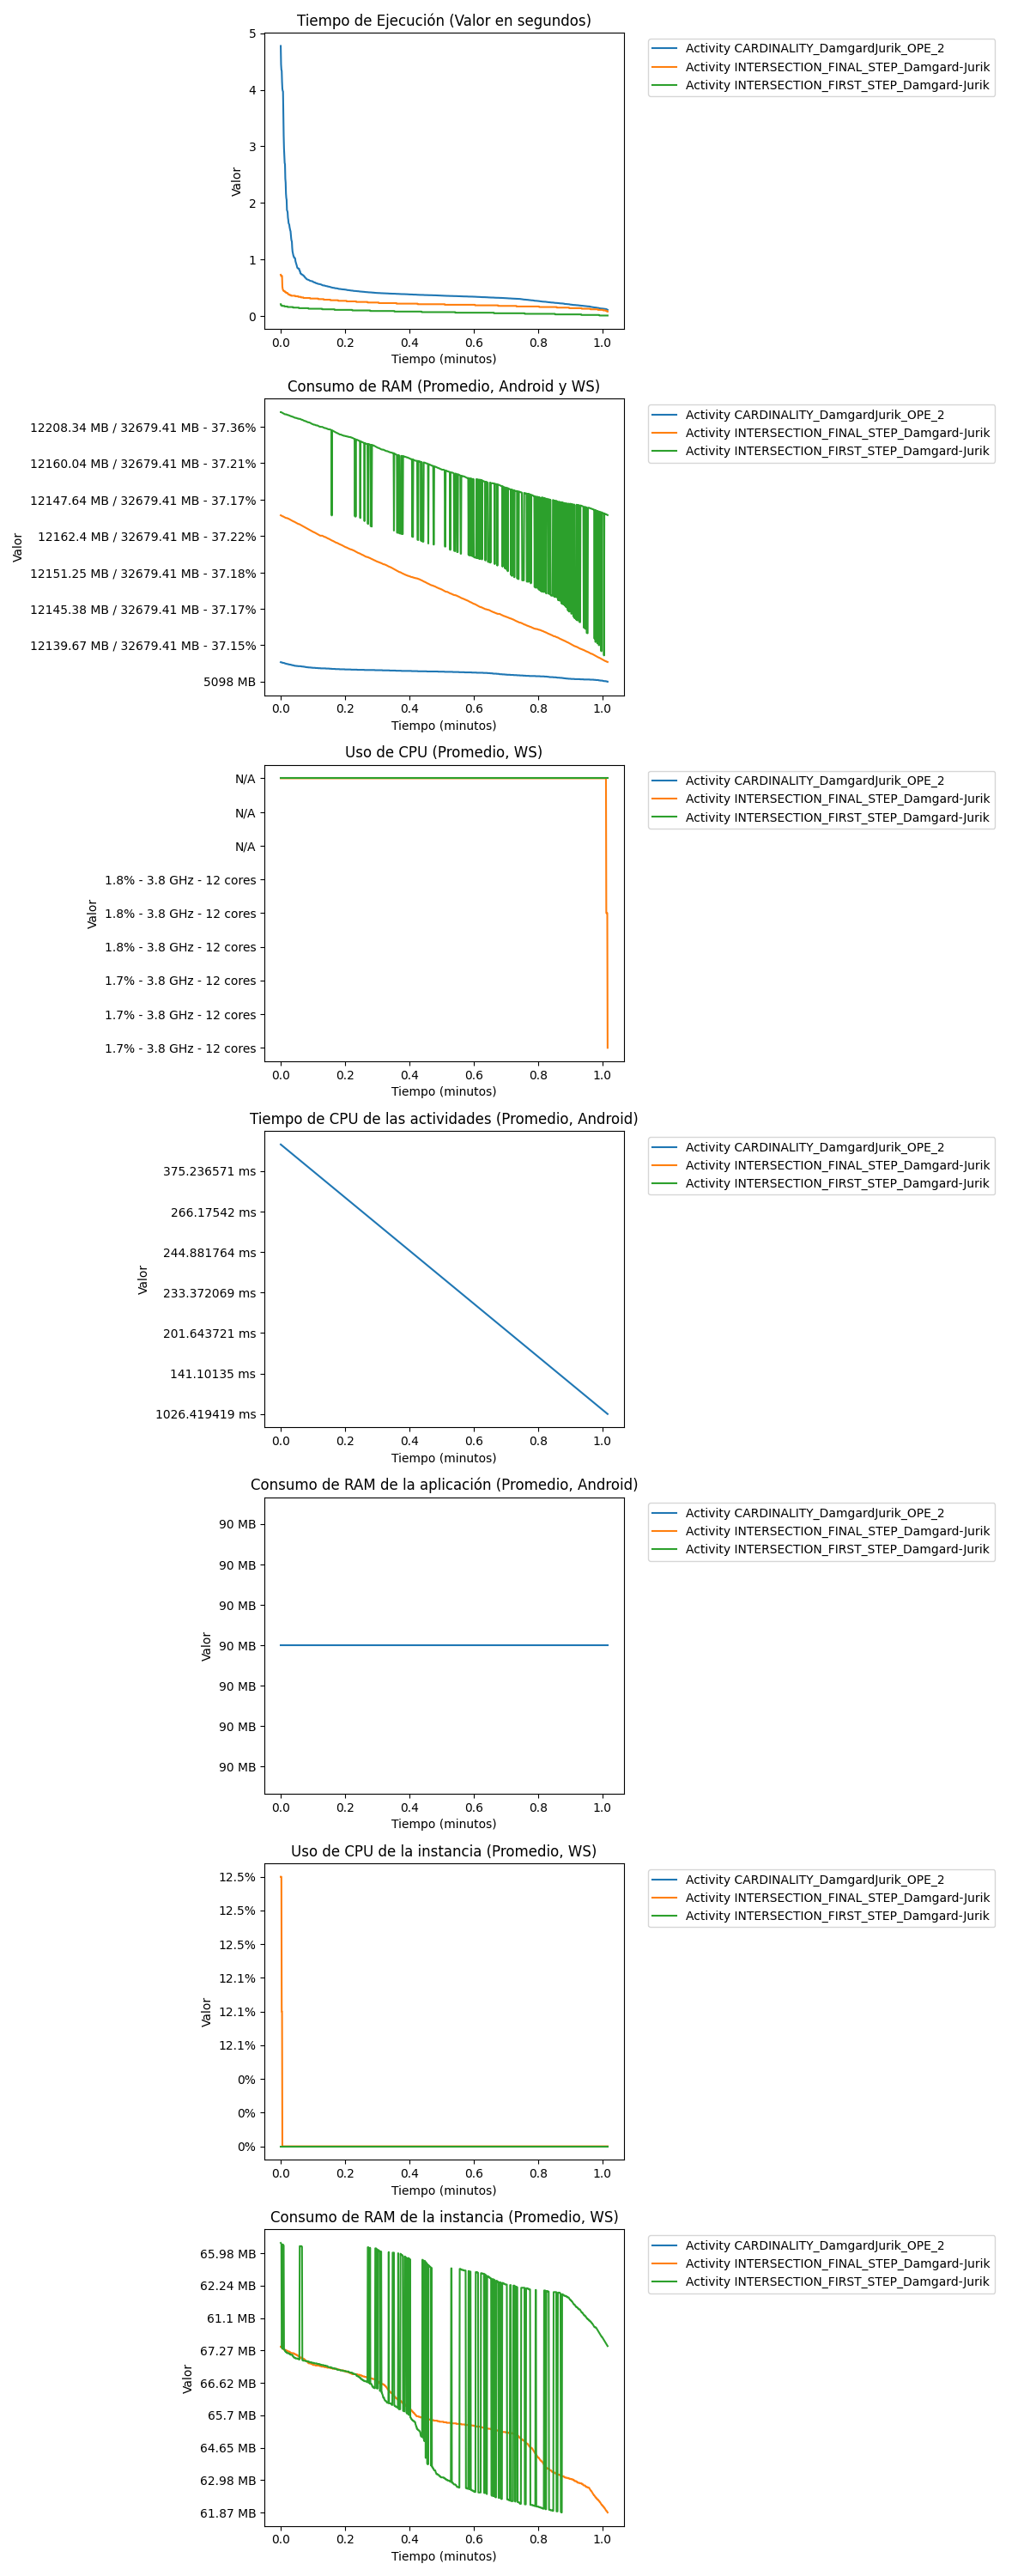 Tiempo de Ejecución (Valor en segundos)
5
4
3
2
1
0
Valor
0.0 0.2 0.4 0.6 0.8 1.0
Tiempo (minutos)
Activity CARDINALITY_DamgardJurik_OPE_2
Activity INTERSECTION_FINAL_STEP_Damgard-Jurik
Activity INTERSECTION_FIRST_STEP_Damgard-Jurik
Consumo de RAM (Promedio, Android y WS)
12208.34 MB / 32679.41 MB - 37.36%
12160.04 MB / 32679.41 MB - 37.21%
12147.64 MB / 32679.41 MB - 37.17%
12162.4 MB / 32679.41 MB - 37.22%
12151.25 MB / 32679.41 MB - 37.18%
12145.38 MB / 32679.41 MB - 37.17%
12139.67 MB / 32679.41 MB - 37.15%
5098 MB
Valor
0.0 0.2 0.4 0.6 0.8 1.0
Tiempo (minutos)
Activity CARDINALITY_DamgardJurik_OPE_2
Activity INTERSECTION_FINAL_STEP_Damgard-Jurik
Activity INTERSECTION_FIRST_STEP_Damgard-Jurik
Uso de CPU (Promedio, WS)
N/A
N/A
N/A
1.8% - 3.8 GHz - 12 cores
1.8% - 3.8 GHz - 12 cores
1.8% - 3.8 GHz - 12 cores
1.7% - 3.8 GHz - 12 cores
1.7% - 3.8 GHz - 12 cores
1.7% - 3.8 GHz - 12 cores
Valor
0.0 0.2 0.4 0.6 0.8 1.0
Tiempo (minutos)
Activity CARDINALITY_DamgardJurik_OPE_2
Activity INTERSECTION_FINAL_STEP_Damgard-Jurik
Activity INTERSECTION_FIRST_STEP_Damgard-Jurik
Tiempo de CPU de las actividades (Promedio, Android)
375.236571 ms
266.17542 ms
244.881764 ms
233.372069 ms
201.643721 ms
141.10135 ms
1026.419419 ms
Valor
0.0 0.2 0.4 0.6 0.8 1.0
Tiempo (minutos)
Activity CARDINALITY_DamgardJurik_OPE_2
Activity INTERSECTION_FINAL_STEP_Damgard-Jurik
Activity INTERSECTION_FIRST_STEP_Damgard-Jurik
Consumo de RAM de la aplicación (Promedio, Android)
90 MB
90 MB
90 MB
90 MB
90 MB
90 MB
90 MB
Valor
0.0 0.2 0.4 0.6 0.8 1.0
Tiempo (minutos)
Activity CARDINALITY_DamgardJurik_OPE_2
Activity INTERSECTION_FINAL_STEP_Damgard-Jurik
Activity INTERSECTION_FIRST_STEP_Damgard-Jurik
Uso de CPU de la instancia (Promedio, WS)
12.5%
12.5%
12.5%
12.1%
12.1%
12.1%
0%
0%
0%
Valor
0.0 0.2 0.4 0.6 0.8 1.0
Tiempo (minutos)
Activity CARDINALITY_DamgardJurik_OPE_2
Activity INTERSECTION_FINAL_STEP_Damgard-Jurik
Activity INTERSECTION_FIRST_STEP_Damgard-Jurik
Consumo de RAM de la instancia (Promedio, WS)
65.98 MB
62.24 MB
61.1 MB
67.27 MB
66.62 MB
65.7 MB
64.65 MB
62.98 MB
61.87 MB
Valor
0.0 0.2 0.4 0.6 0.8 1.0
Tiempo (minutos)
Activity CARDINALITY_DamgardJurik_OPE_2
Activity INTERSECTION_FINAL_STEP_Damgard-Jurik
Activity INTERSECTION_FIRST_STEP_Damgard-Jurik